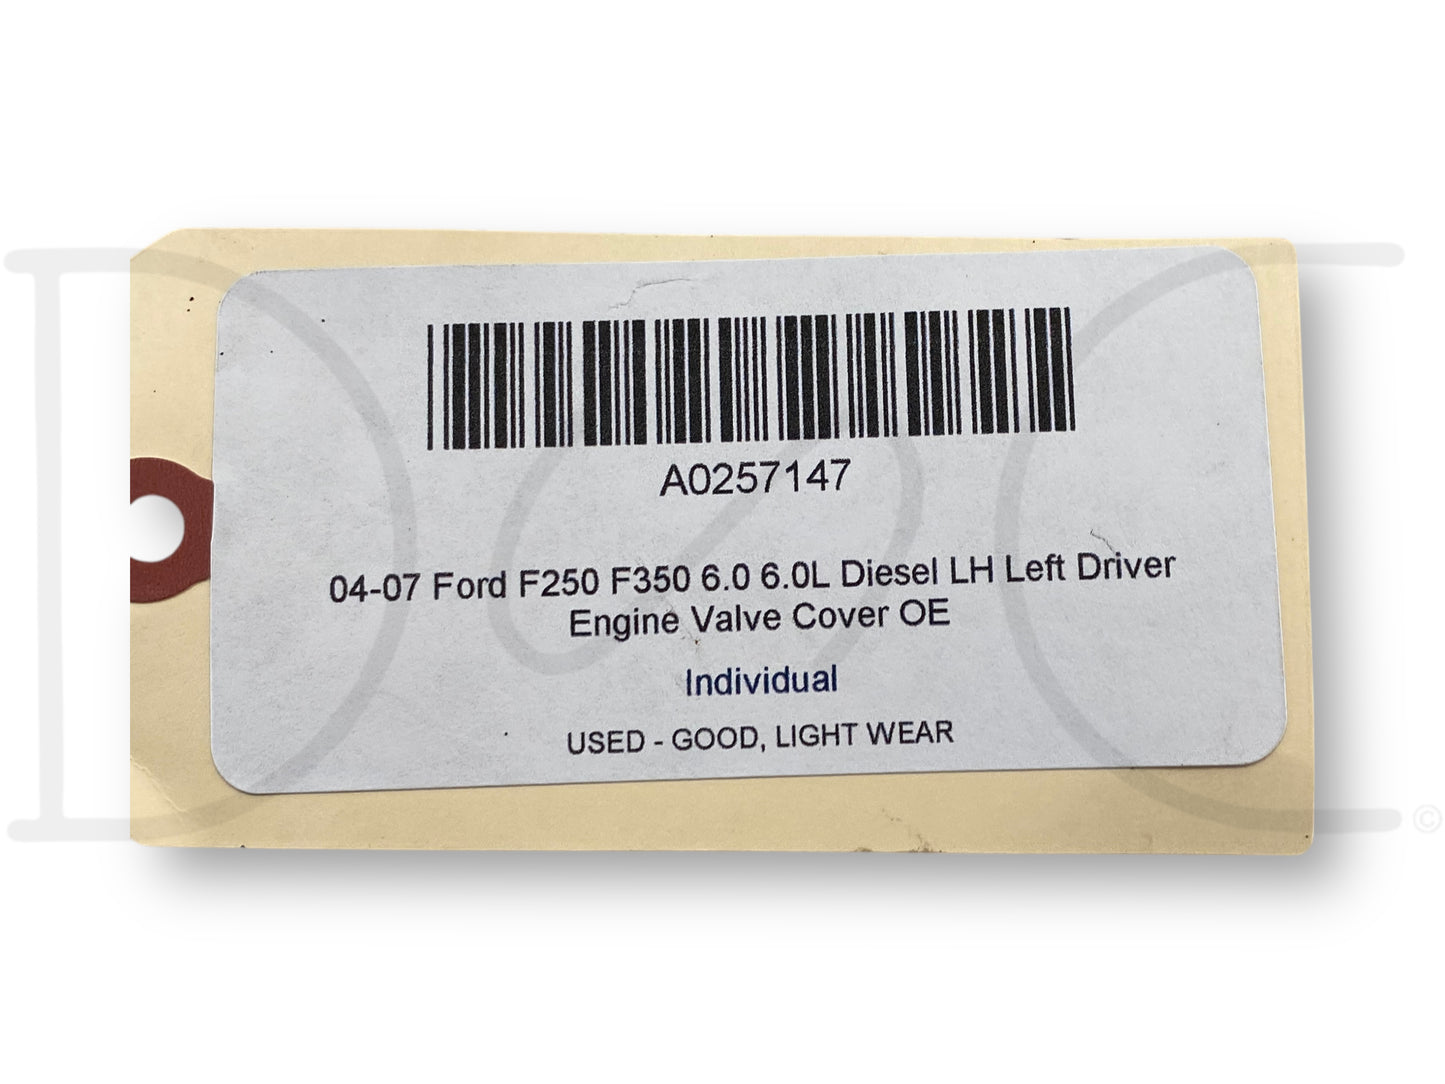 A0257147
04-07 Ford F250 F350 6.0 6.0L Diesel LH Left Driver
Engine Valve Cover OE
Individual
USED - GOOD, LIGHT WEAR
©